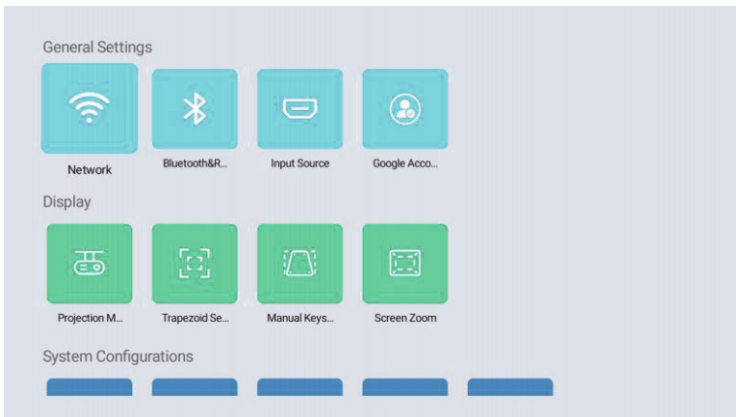 General Settings
Network
Bluetooth&R...
Input Source
Google Acco...
Display
Projection M...
Trapezoid Se...
Manual Keys...
Screen Zoom
System Configurations